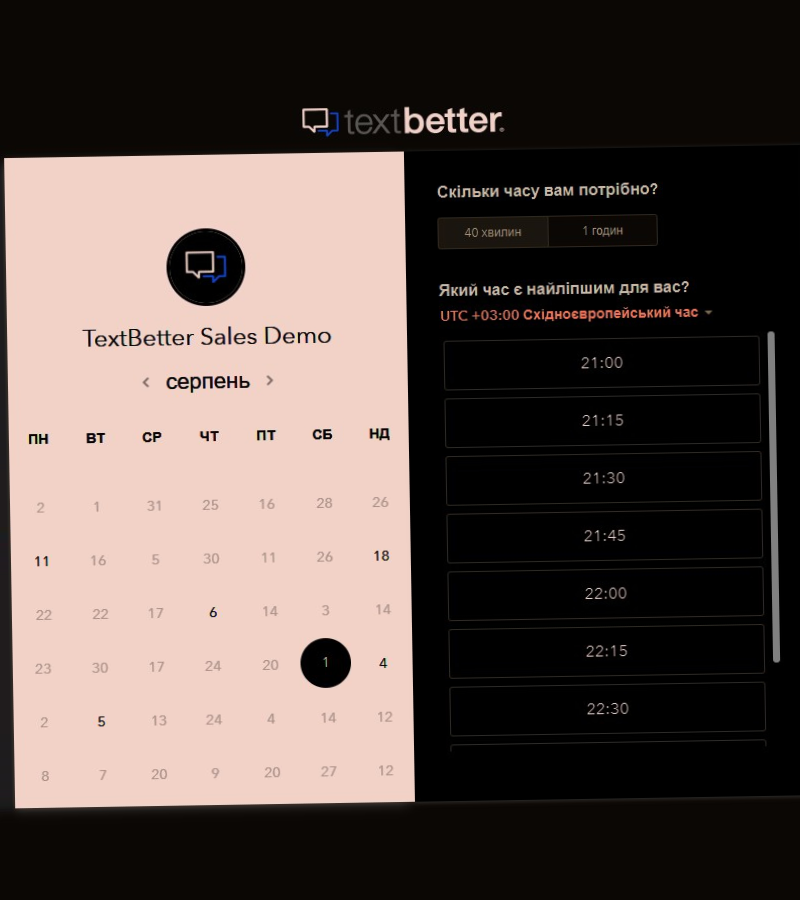 textbetter.
TextBetter Sales Demo
серпень
ПН ВТ СР ЧТ ПТ СБ НД
2 1 31 25 16 28 26
11 16 5 30 11 26 18
22 22 17 6 14 3 14
23 30 17 24 20 1 4
2 5 13 24 4 14 12
8 7 20 9 20 27 12
Скільки часу вам потрібно?
40 хвилин 1 годин
Який час є найліпшим для вас?
UTC +03:00 Східноєвропейський час
21:00
21:15
21:30
21:45
22:00
22:15
22:30